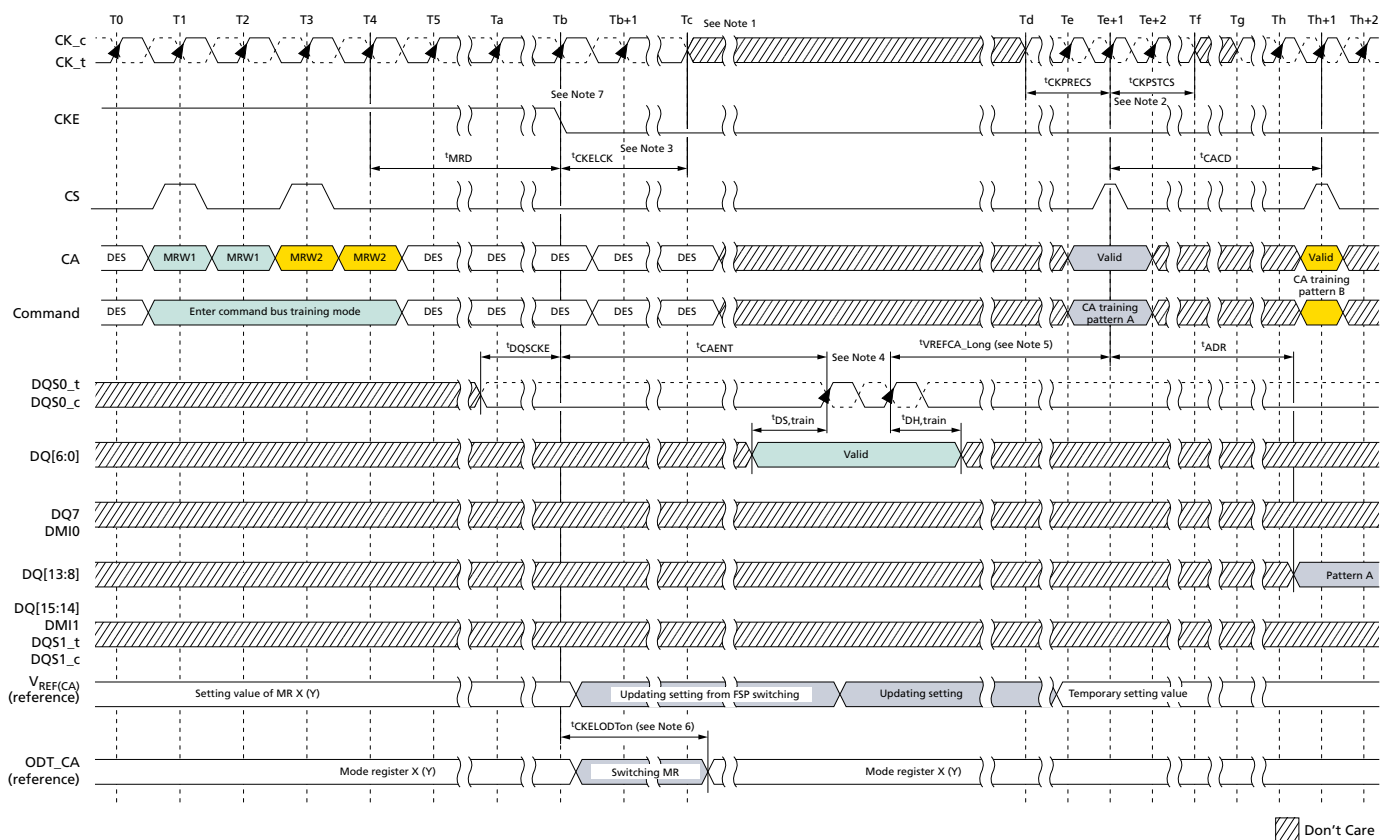 T0 T1 T2 T3 T4 T5 Ta Tb Tb+1 Tc See Note 1 Td Te Te+1 Te+2 Tf Tg Th Th+1 Th+2
CK_c
CK_t
tCKPRECS tCKPSTCS
See Note 7 See Note 2
CKE
See Note 3
tMRD tCKELCK tCACD
CS
CA DES MRW1 MRW1 MRW2 MRW2 DES DES DES DES DES Valid Valid
CA training
pattern B
Command DES Enter command bus training mode DES DES DES DES DES CA training
pattern A
tDQSCKE tCAENT See Note 4 tVREFCA_Long (see Note 5) tADR
DQS0_t
DQS0_c
tDS,train tDH,train
DQ[6:0] Valid
DQ7
DMI0
DQ[13:8] Pattern A
DQ[15:14]
DMI1
DQS1_t
DQS1_c
VREF(CA)
(reference) Setting value of MR X (Y) Updating setting from FSP switching Updating setting Temporary setting value
tCKELODTon (see Note 6)
ODT_CA
(reference) Mode register X (Y) Switching MR Mode register X (Y)
Don't Care